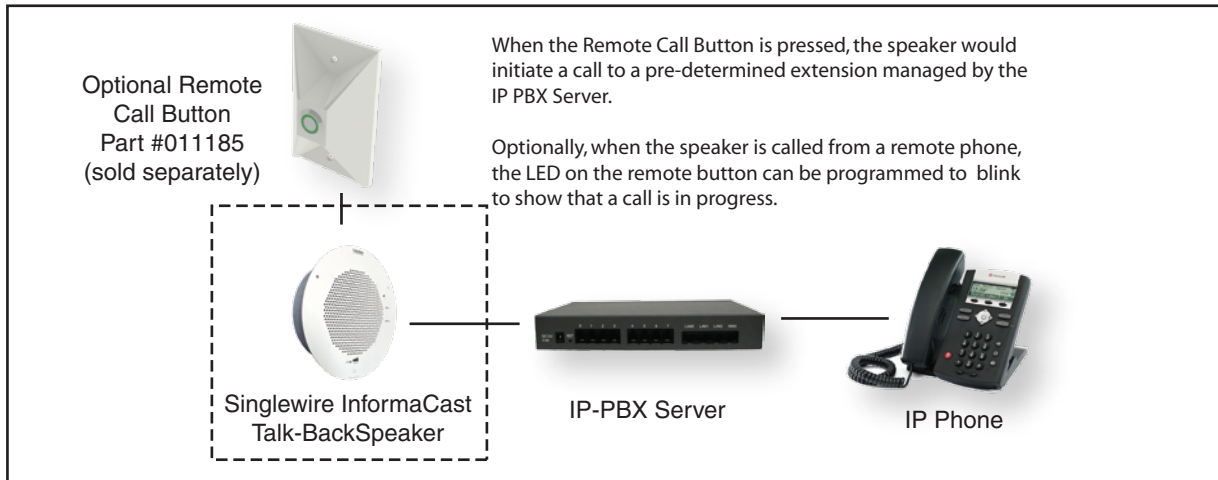 Optional Remote
Call Button
Part #011185
(sold separately)
When the Remote Call Button is pressed, the speaker would
initiate a call to a pre-determined extension managed by the
IP PBX Server.
Optionally, when the speaker is called from a remote phone,
the LED on the remote button can be programmed to  blink
to show that a call is in progress.
Singlewire InformaCast
Talk-BackSpeaker
IP-PBX Server
IP Phone